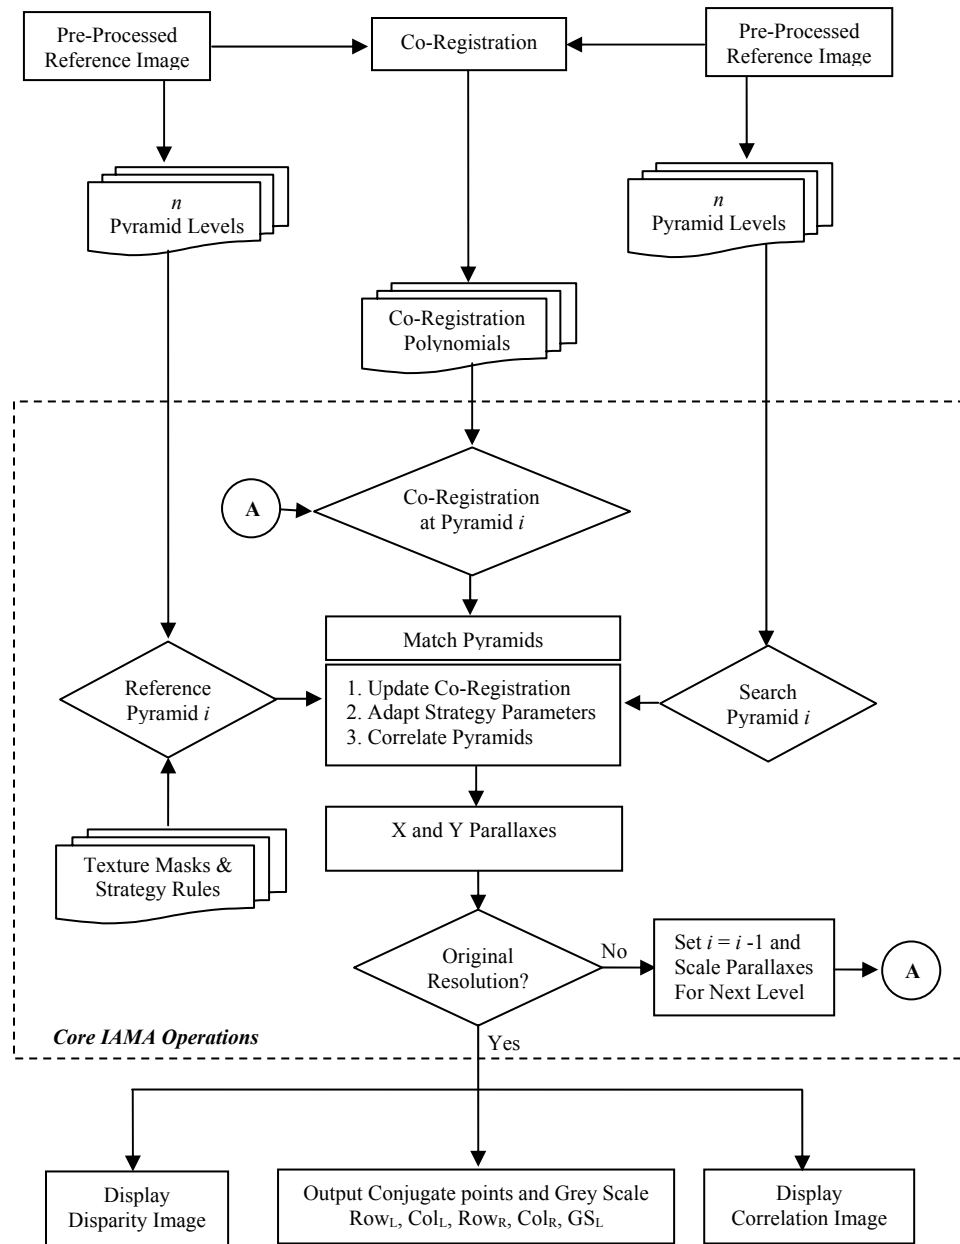 Pre-Processed
Reference Image
Co-Registration
Pre-Processed
Reference Image
n
Pyramid Levels
n
Pyramid Levels
Co-Registration
Polynomials
A
Co-Registration
at Pyramid i
Match Pyramids
Reference
Pyramid i
1. Update Co-Registration
2. Adapt Strategy Parameters
3. Correlate Pyramids
Search
Pyramid i
X and Y Parallaxes
Texture Masks &
Strategy Rules
Original
Resolution?
No
Set i = i -1 and
Scale Parallaxes
For Next Level
A
Core IAMA Operations
Yes
Display
Disparity Image
Output Conjugate points and Grey Scale
RowL, ColL, RowR, ColR, GSL
Display
Correlation Image